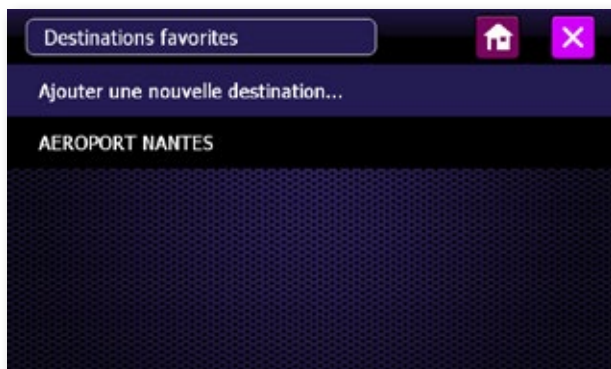 Destinations favorites
Ajouter une nouvelle destination...
AEROPORT NANTES